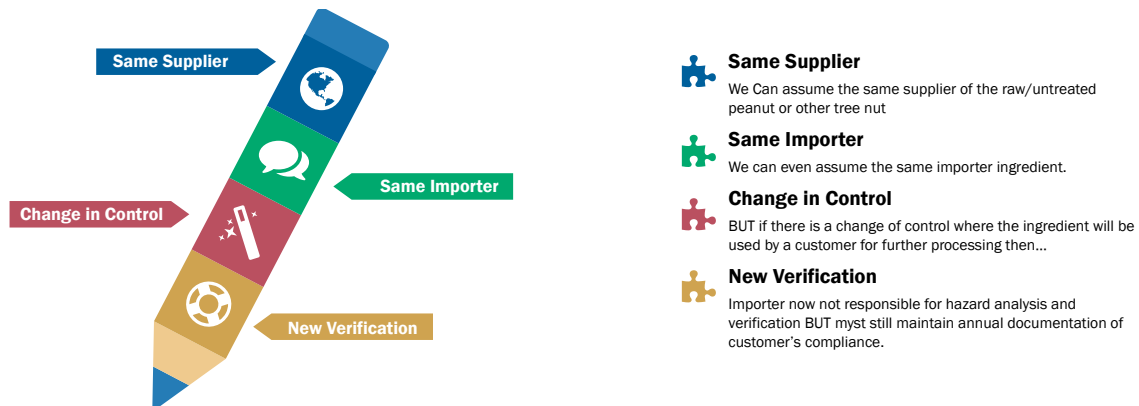 Same Supplier
Same Importer
Change in Control
New Verification
Same Supplier
We Can assume the same supplier of the raw/untreated
peanut or other tree nut
Same Importer
We can even assume the same importer ingredient.
Change in Control
BUT if there is a change of control where the ingredient will be
used by a customer for further processing then...
New Verification
Importer now not responsible for hazard analysis and
verification BUT myst still maintain annual documentation of
customer's compliance.